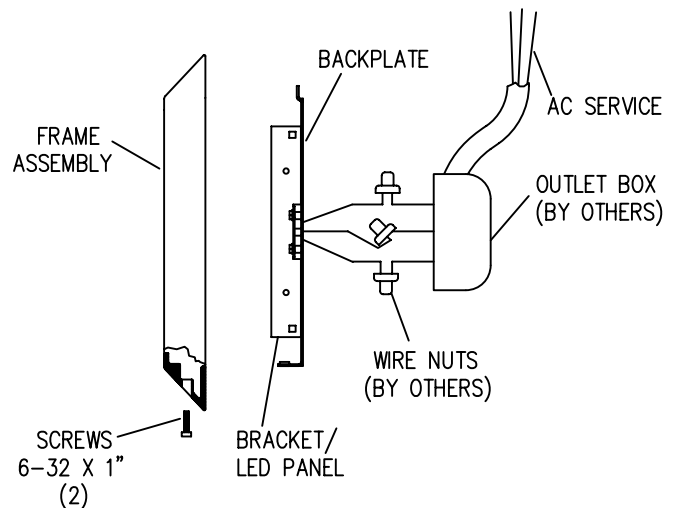 BACKPLATE
AC SERVICE
FRAME
ASSEMBLY
OUTLET BOX
(BY OTHERS)
WIRE NUTS
(BY OTHERS)
SCREWS
6-32 X 1"
(2)
BRACKET/
LED PANEL